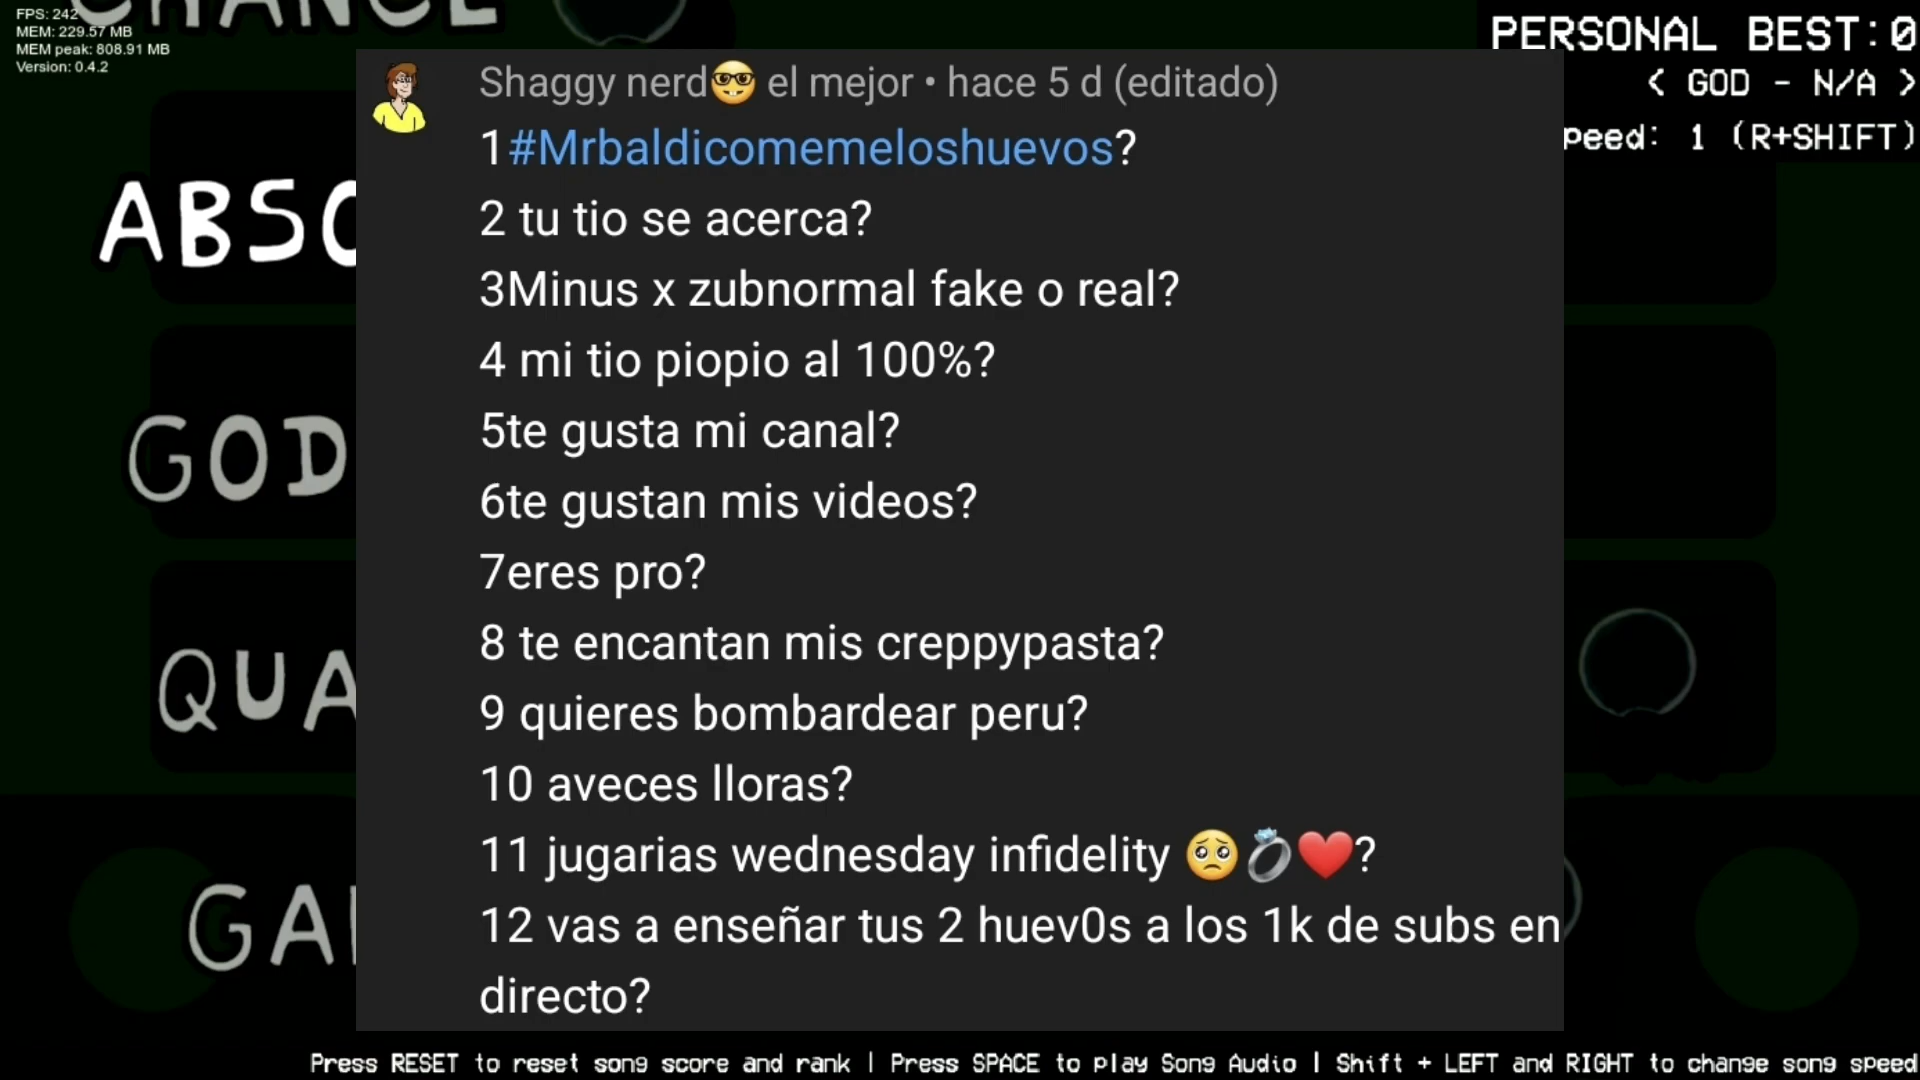 FPS: 242
MEM: 229.57 MB
MEM peak: 808.91 MB
Version: 0.4.2
CHANCE
PERSONAL BEST:0
< GOD - N/A >
peed: 1 (R+SHIFT)
Shaggy nerd🤓 el mejor • hace 5 d (editado)
1#Mrbaldicomemeloshuevos?
2 tu tio se acerca?
3Minus x zubnormal fake o real?
4 mi tio piopio al 100%?
5te gusta mi canal?
6te gustan mis videos?
7eres pro?
8 te encantan mis creppypasta?
9 quieres bombardear peru?
10 aveces lloras?
11 jugarias wednesday infidelity 🥺💍❤️?
12 vas a enseñar tus 2 huev0s a los 1k de subs en
directo?
ABSO
GOD
QUA
GA
Press RESET to reset song score and rank | Press SPACE to play Song Audio | Shift + LEFT and RIGHT to change song speed